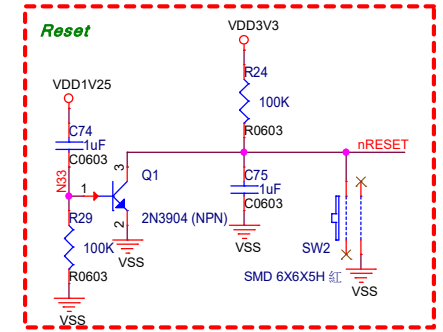 Reset
VDD3V3
R24
100K
R0603
VDD1V25
C74
1uF
C0603
nRESET
N33
1
3
Q1
2
2N3904 (NPN)
VSS
C75
1uF
C0603
VSS
R29
100K
R0603
VSS
SW2
SMD 6X6X5H 紅
VSS